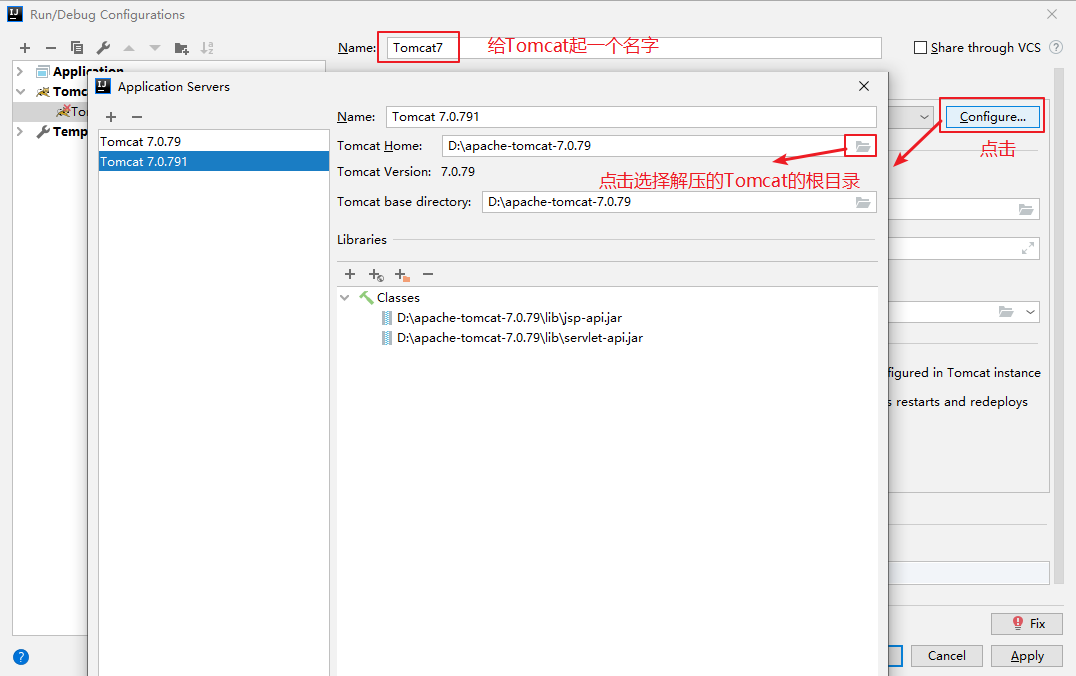 Run/Debug Configurations
Name: Tomcat7
给Tomcat起一个名字
Share through VCS
Application
Application Servers
Name: Tomcat 7.0.791
Configure...
点击
Tomcat 7.0.79
Tomcat 7.0.791
Tomcat Home: D:\apache-tomcat-7.0.79
Tomcat Version: 7.0.79
点击选择解压的Tomcat的根目录
Tomcat base directory: D:\apache-tomcat-7.0.79
Libraries
Classes
D:\apache-tomcat-7.0.79\lib\jsp-api.jar
D:\apache-tomcat-7.0.79\lib\servlet-api.jar
figured in Tomcat instance
s restarts and redeploys
Fix
Cancel
Apply